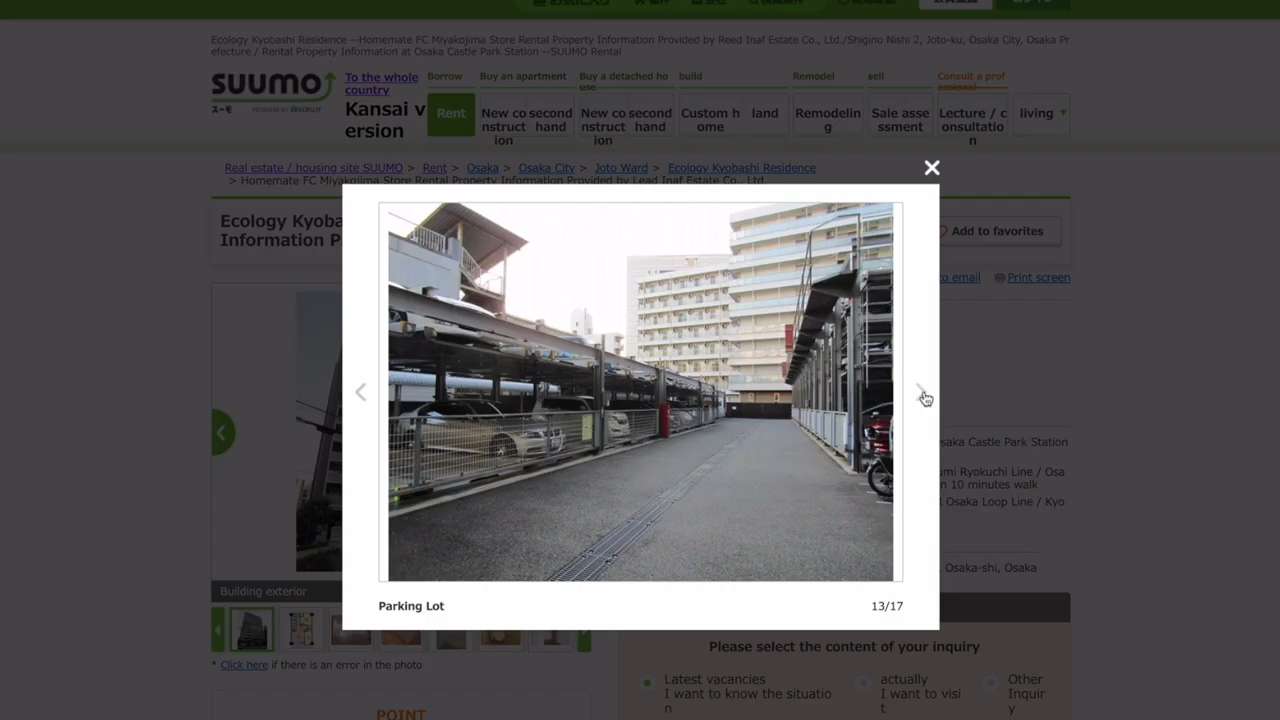 Ecology Kyobashi Residence --Homemate FC Miyakojima Store Rental Property Information Provided by Reed Inaf Estate Co., Ltd./Shigino Nishi 2, Joto-ku, Osaka City, Osaka Pr
efecture / Rental Property Information at Osaka Castle Park Station --SUUMO Rental
SUUMO
スーモ PROVIDED BY RECRUIT
To the whole
country
Kansai v
ersion
Borrow
Rent
Buy an apartment
New co
nstruct
ion
second
hand
Buy a detached ho
use
New co
nstruct
ion
second
hand
build
Custom h
ome
land
Remodel
Remodelin
g
sell
Sale asse
ssment
Consult a prof
essional
Lecture / c
onsultatio
n
living
Real estate / housing site SUUMO > Rent > Osaka > Osaka City > Joto Ward > Ecology Kyobashi Residence
> Homemate FC Miyakojima Store Rental Property Information Provided by Lead Inaf Estate Co., Ltd.
Ecology Kyoba
Information P
Add to favorites
to email
Print screen
saka Castle Park Station
mi Ryokuchi Line / Osa
n 10 minutes walk
Osaka Loop Line / Kyo
Osaka-shi, Osaka
Building exterior
Parking Lot
13/17
* Click here if there is an error in the photo
POINT
Please select the content of your inquiry
Latest vacancies
I want to know the situatio
n
actually
I want to visi
t
Other
Inquir
y